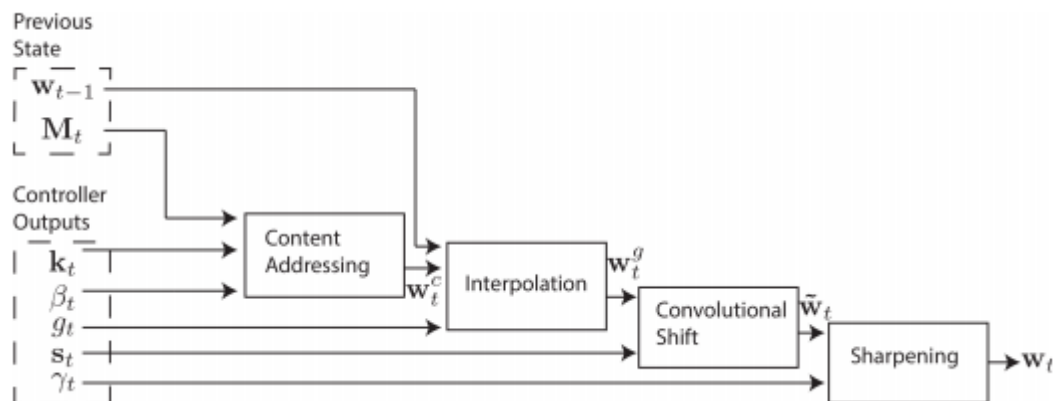 Previous
State
w_{t−1}
M_t
Controller
Outputs
k_t
β_t
g_t
s_t
γ_t
Content
Addressing
w_t^c
Interpolation
w_t^g
Convolutional
Shift
w̃_t
Sharpening
w_t